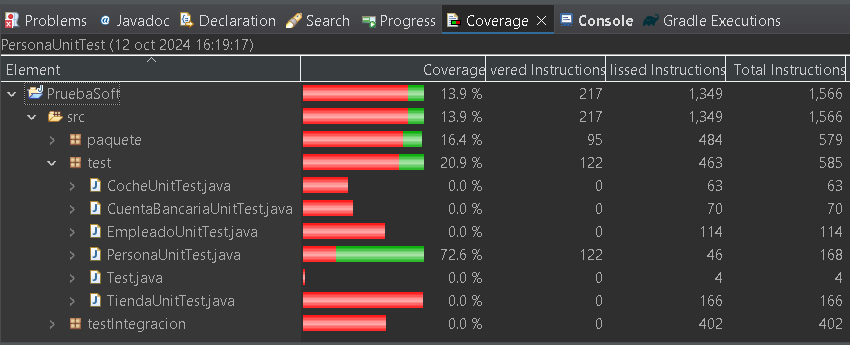 Problems @ Javadoc Declaration Search Progress Coverage Console Gradle Executions
PersonaUnitTest (12 oct 2024 16:19:17)
Element Coverage vered Instructions lissed Instructions Total Instructions
PruebaSoft 13.9 % 217 1,349 1,566
src 13.9 % 217 1,349 1,566
paquete 16.4 % 95 484 579
test 20.9 % 122 463 585
CocheUnitTest.java 0.0 % 0 63 63
CuentaBancariaUnitTest.java 0.0 % 0 70 70
EmpleadoUnitTest.java 0.0 % 0 114 114
PersonaUnitTest.java 72.6 % 122 46 168
Test.java 0.0 % 0 4 4
TiendaUnitTest.java 0.0 % 0 166 166
testIntegracion 0.0 % 0 402 402